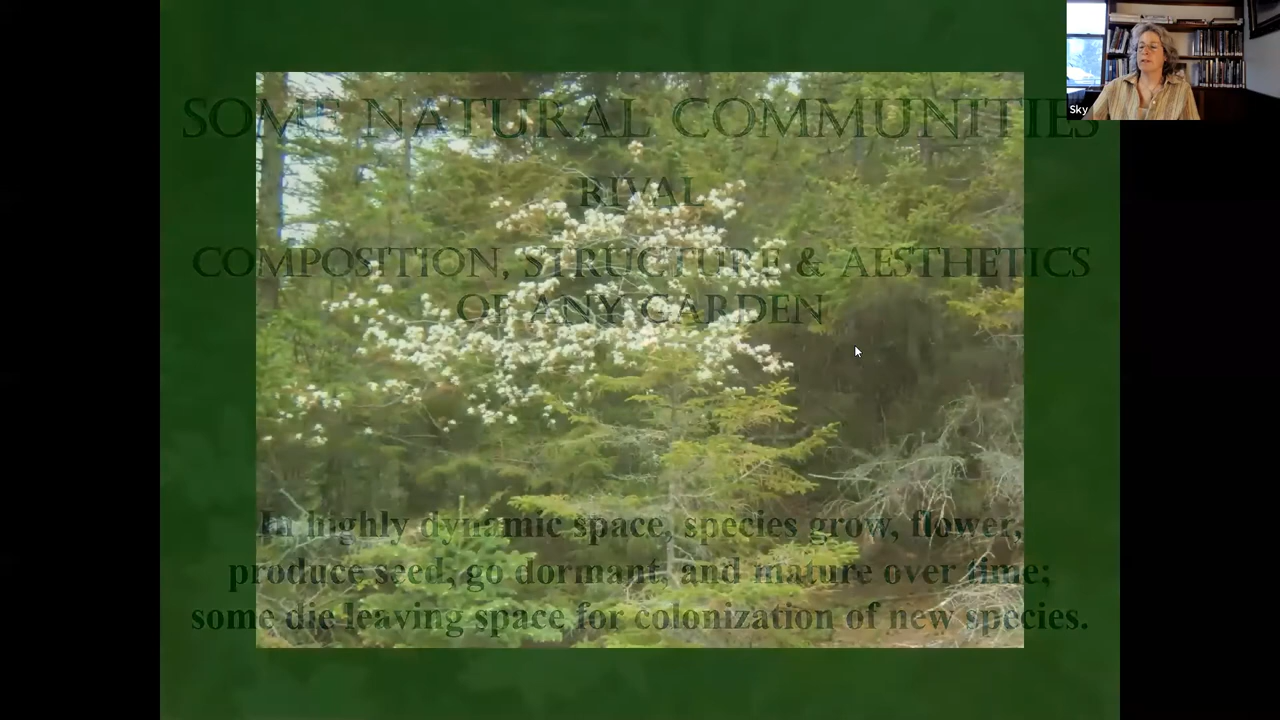 SOME NATURAL COMMUNITIES
RIVAL
COMPOSITION, STRUCTURE & AESTHETICS
OF ANY GARDEN
In highly dynamic space, species grow, flower,
produce seed, go dormant, and mature over time;
some die leaving space for colonization of new species.
Sky